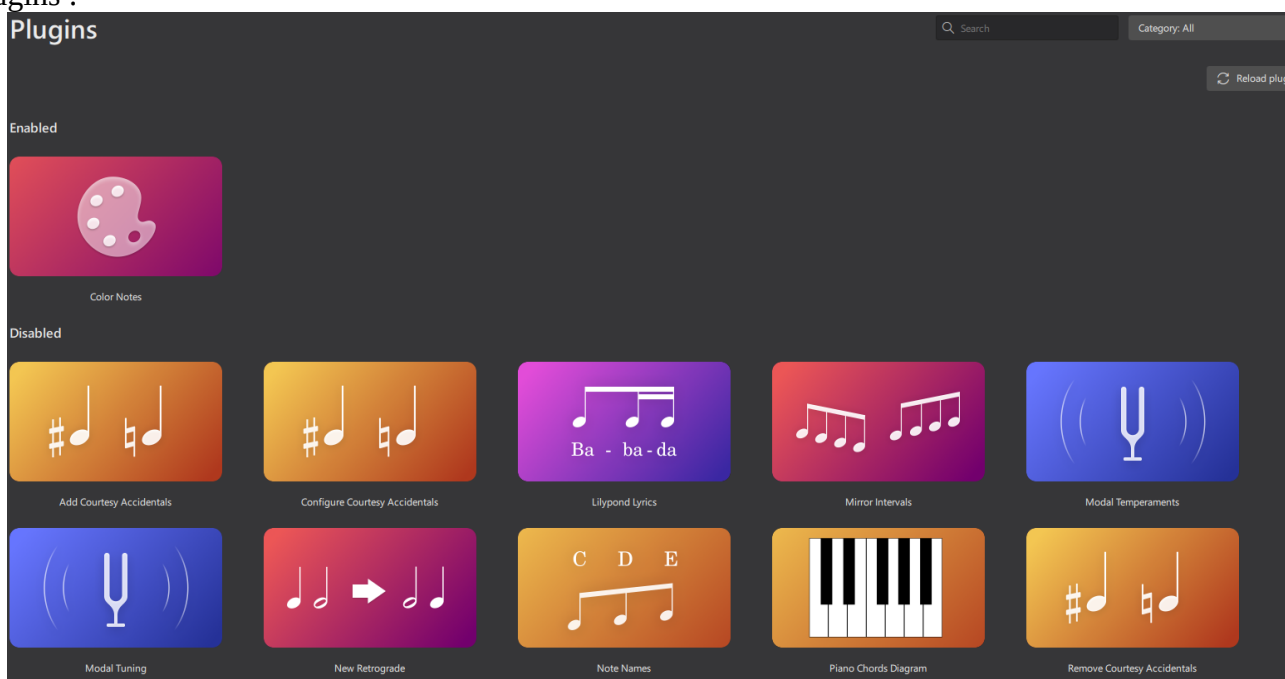 Plugins
Search
Category: All
Reload
Enabled
Color Notes
Disabled
Ba - ba - da
Add Courtesy Accidentals
Configure Courtesy Accidentals
Lilypond Lyrics
Mirror Intervals
Modal Temperaments
C D E
Modal Tuning
New Retrograde
Note Names
Piano Chords Diagram
Remove Courtesy Accidentals